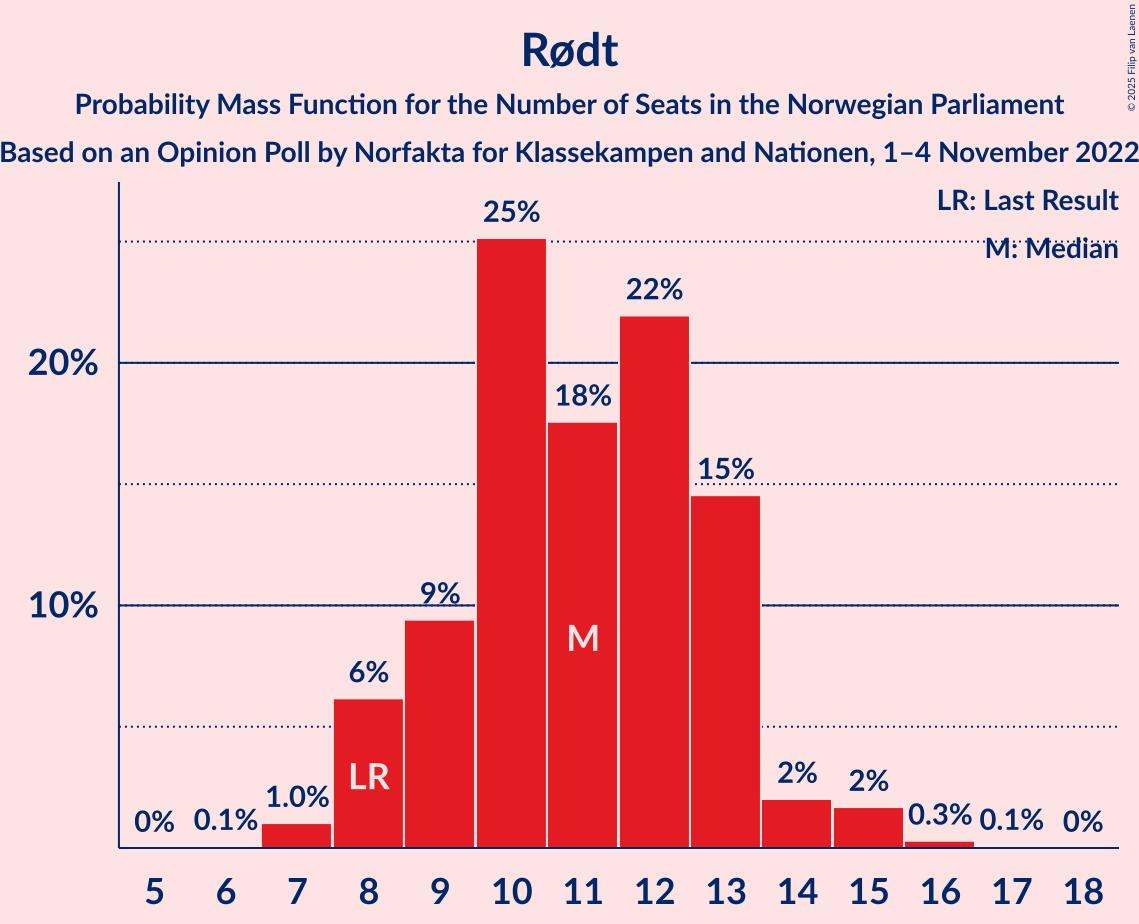 © 2025 Filip van Laenen
Rødt
Probability Mass Function for the Number of Seats in the Norwegian Parliament
Based on an Opinion Poll by Norfakta for Klassekampen and Nationen, 1–4 November 2022
LR: Last Result
M: Median
25%
22%
20%
18%
15%
10%
9%
M
6%
LR
1.0%
0% 0.1%
2% 2%
0.3% 0.1% 0%
5 6 7 8 9 10 11 12 13 14 15 16 17 18